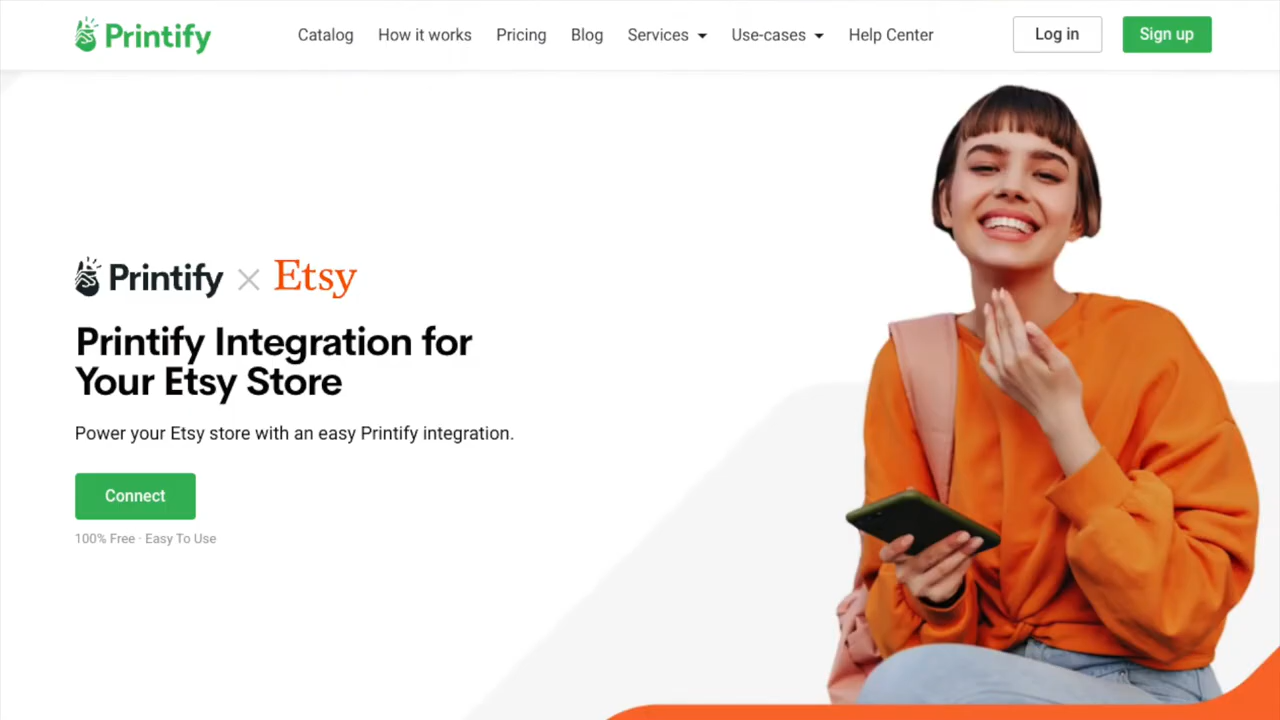 Printify
Catalog
How it works
Pricing
Blog
Services
Use-cases
Help Center
Log in
Sign up
Printify × Etsy
Printify Integration for
Your Etsy Store
Power your Etsy store with an easy Printify integration.
Connect
100% Free · Easy To Use